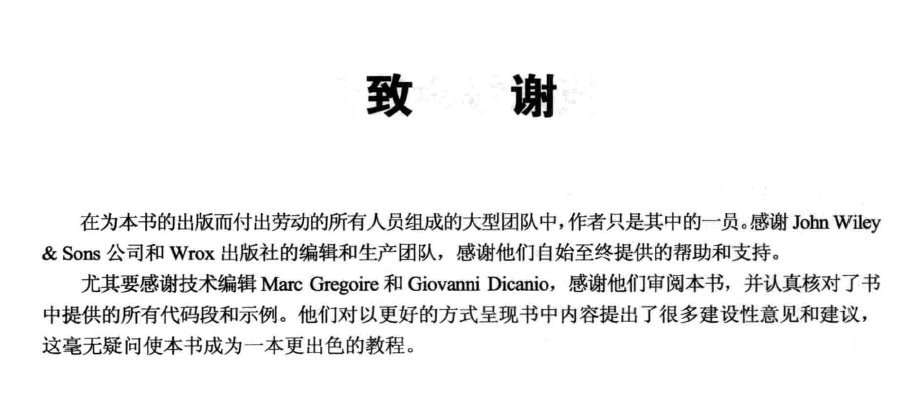 致 谢
在为本书的出版而付出劳动的所有人员组成的大型团队中，作者只是其中的一员。感谢 John Wiley
& Sons 公司和 Wrox 出版社的编辑和生产团队，感谢他们自始至终提供的帮助和支持。
尤其要感谢技术编辑 Marc Gregoire 和 Giovanni Dicanio，感谢他们审阅本书，并认真核对了书
中提供的所有代码段和示例。他们对以更好的方式呈现书中内容提出了很多建设性意见和建议，
这毫无疑问使本书成为一本更出色的教程。